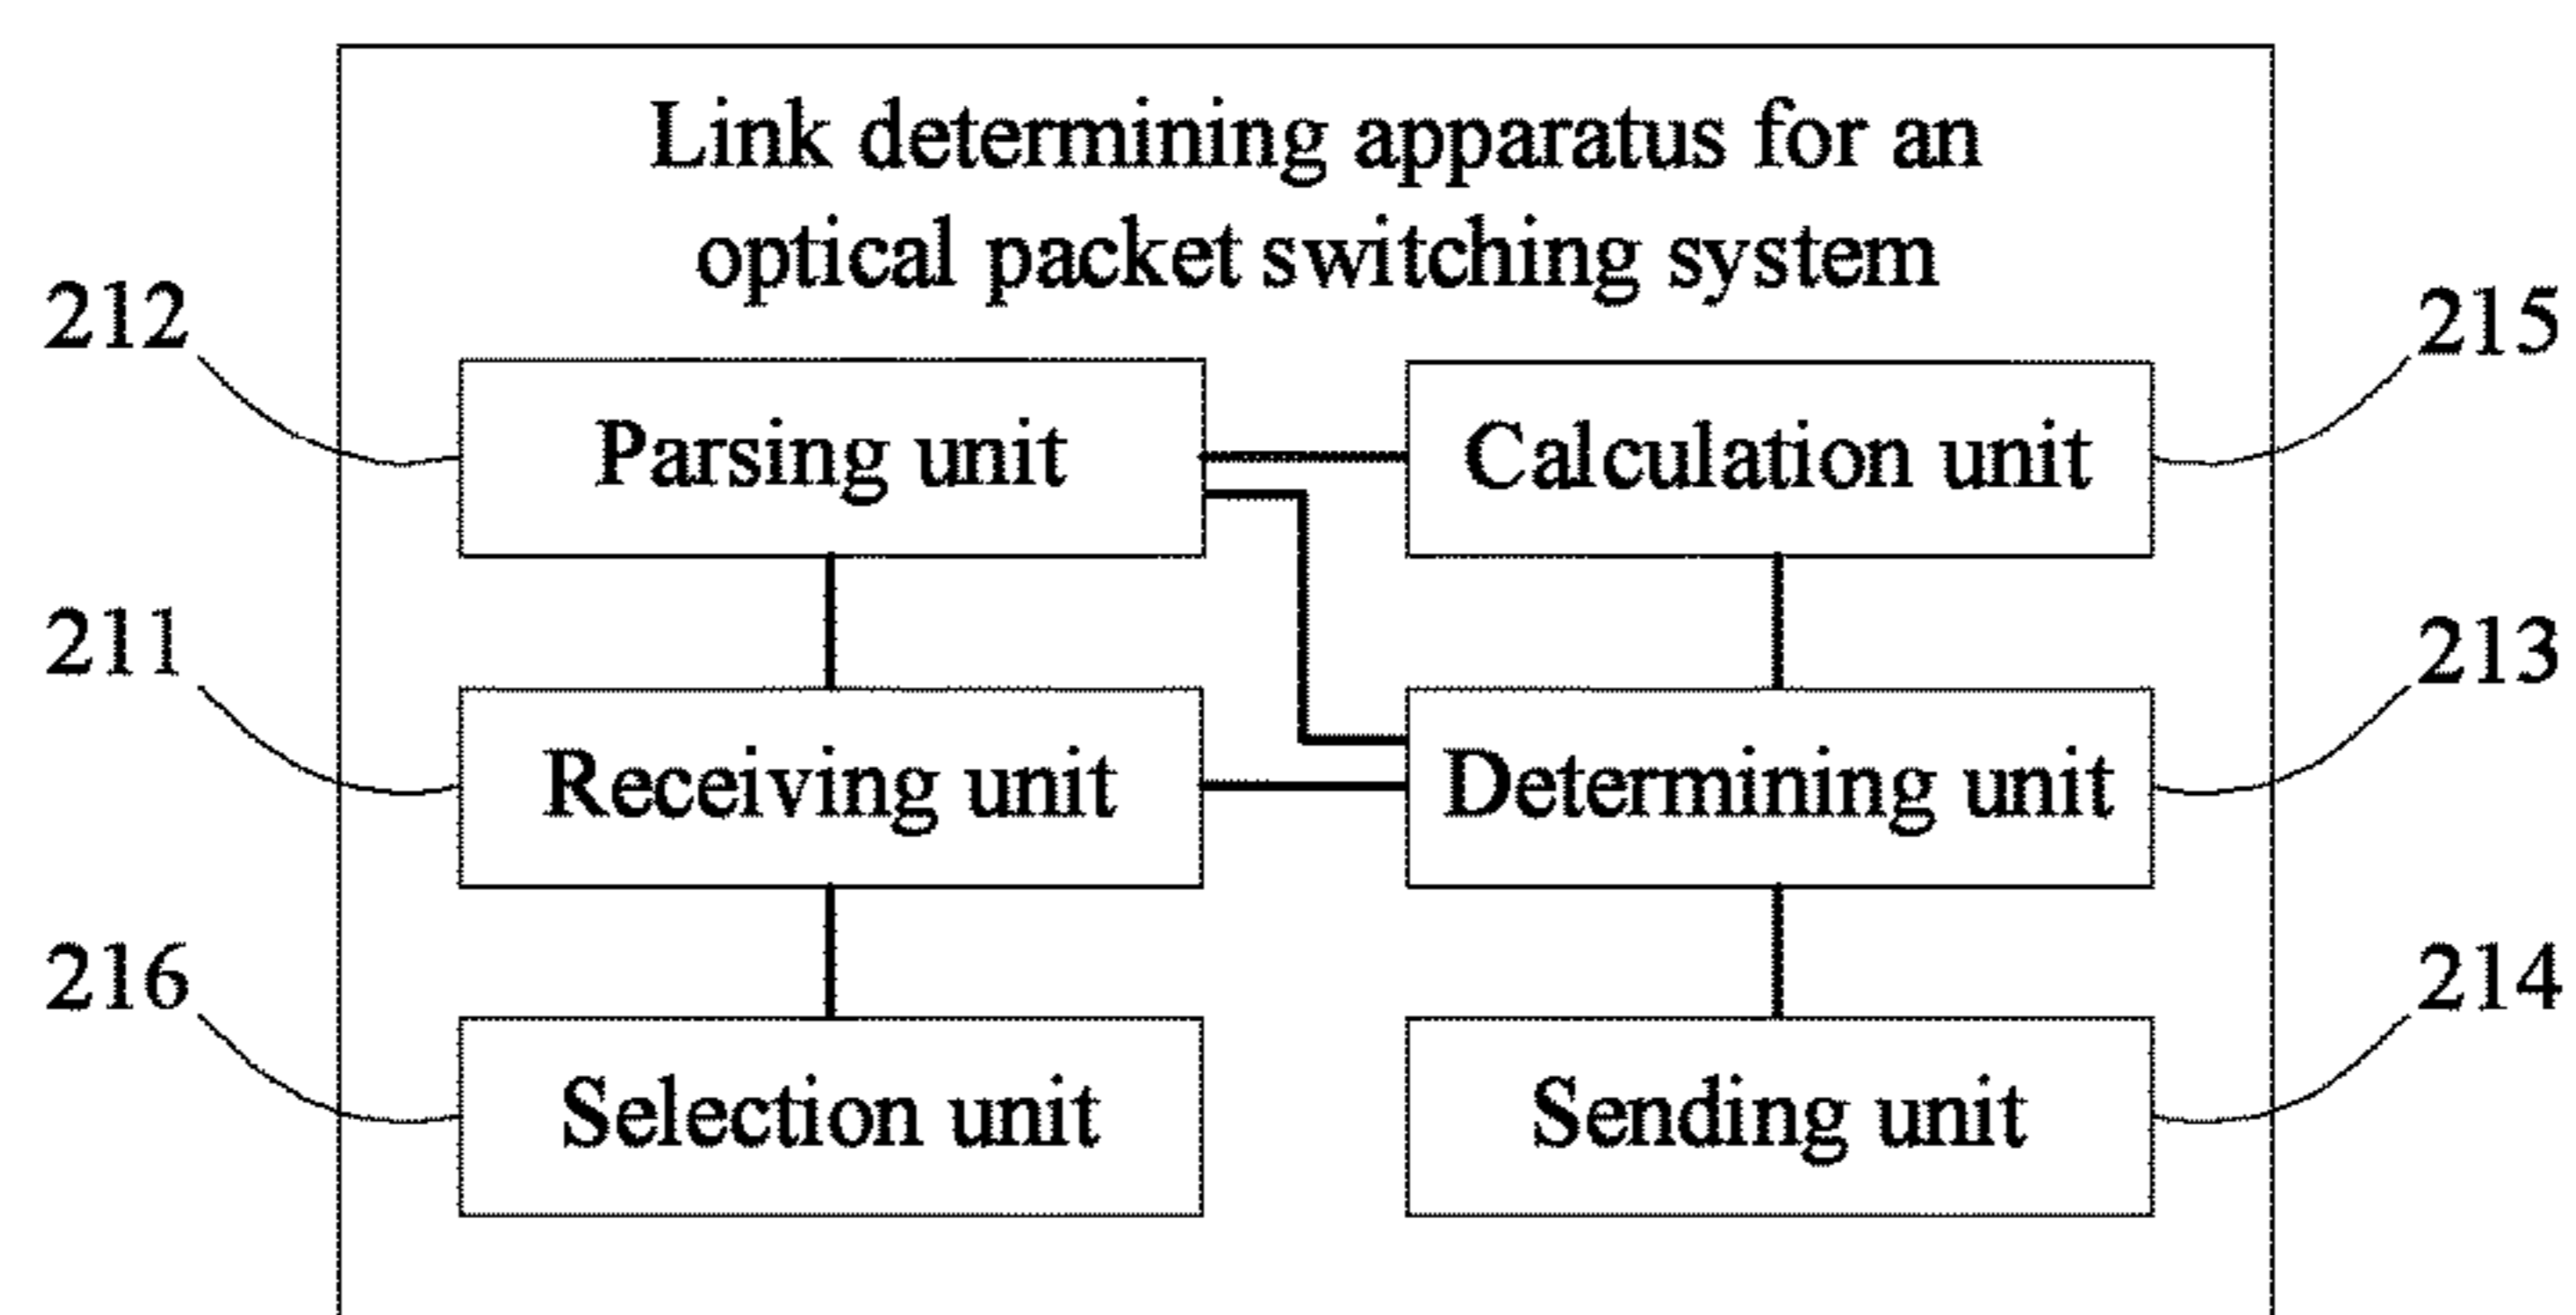 Link determining apparatus for an
optical packet switching system
212
Parsing unit
Calculation unit
215
211
Receiving unit
Determining unit
213
216
Selection unit
Sending unit
214